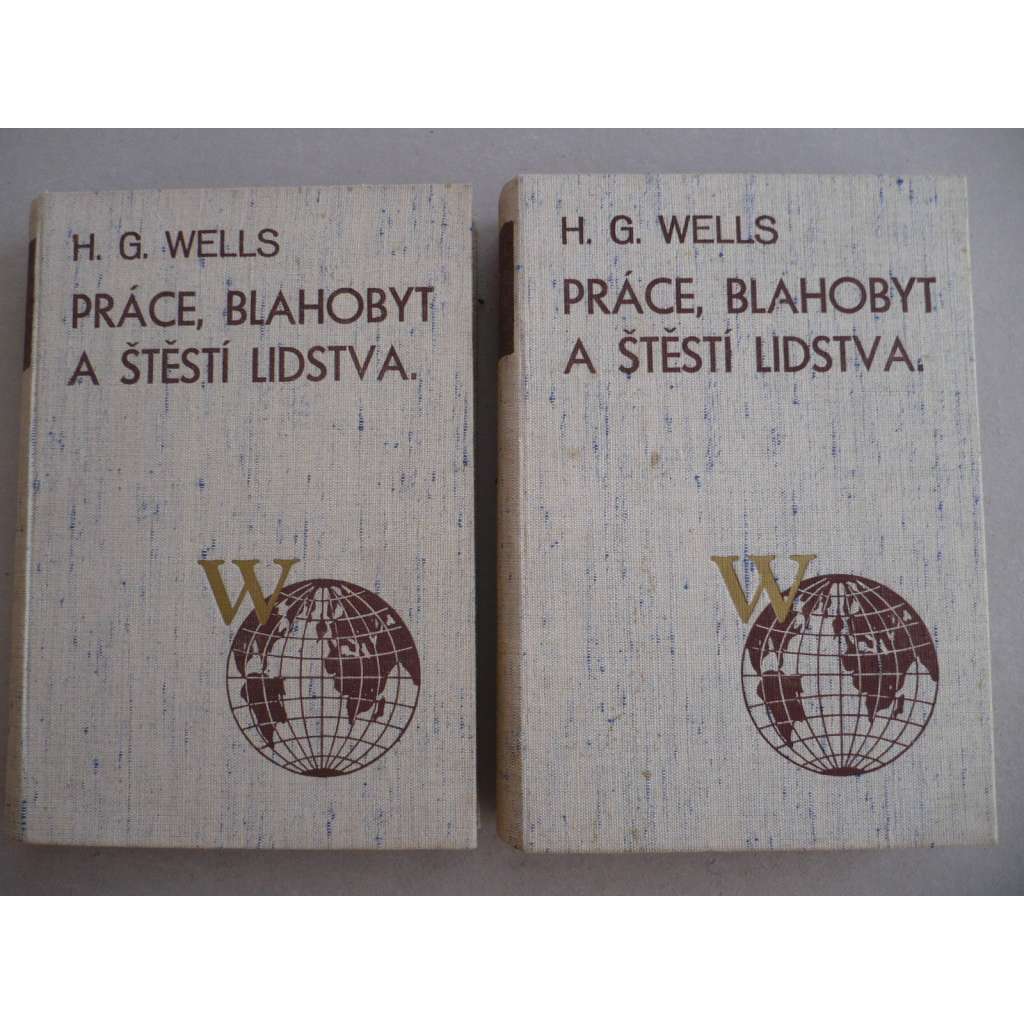 H. G. WELLS
PRÁCE, BLAHOBYT
A ŠTĚSTÍ LIDSTVA.
W
H. G. WELLS
PRÁCE, BLAHOBYT
A ŠTĚSTÍ LIDSTVA.
W